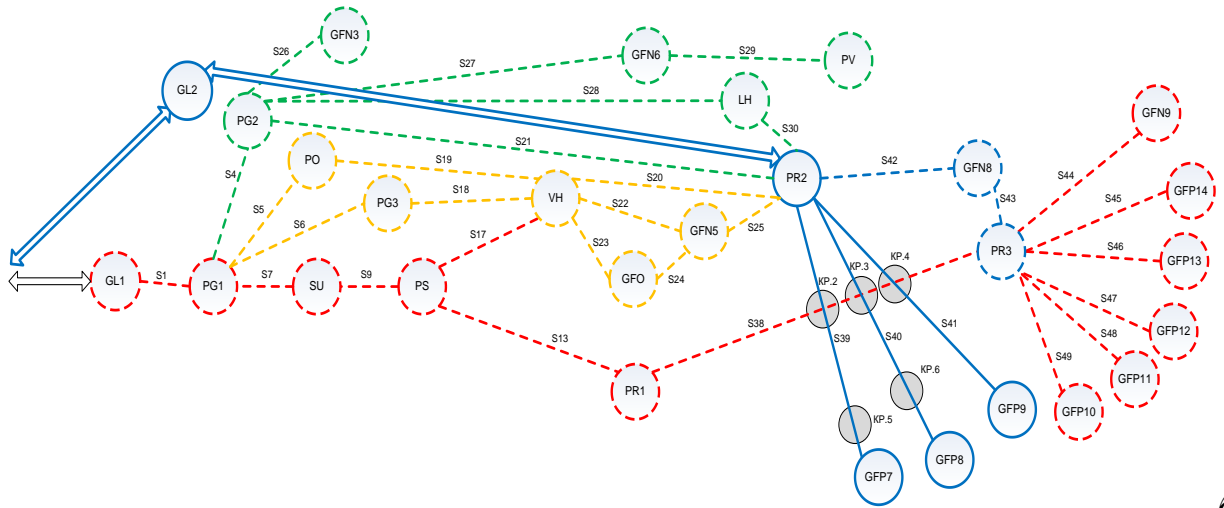 GFN3
S26
S27
GFN6
S29
PV
GL2
S28
LH
PG2
GFN9
S30
S21
PO
S19
S20
PR2
S42
GFN8
S44
S4
S5
S18
PG3
VH
S43
S45
GFP14
S6
S22
GFN5
S25
S17
S23
PR3
S46
GFP13
GL1
S1
PG1
S7
SU
S9
PS
GFO
S24
KP.2
KP.3
KP.4
S47
S38
S39
S40
S41
GFP12
S13
S48
S49
GFP11
PR1
KP.6
GFP9
GFP10
KP.5
GFP8
GFP7